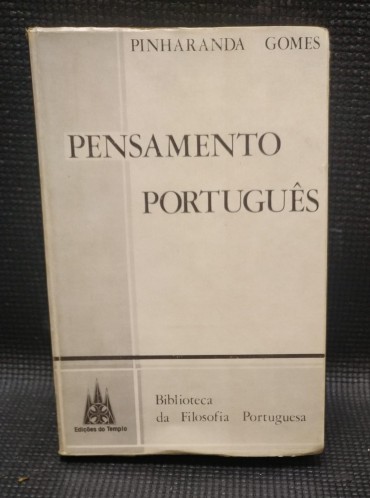 PINHARANDA GOMES
PENSAMENTO
PORTUGUÊS
Biblioteca
da Filosofia Portuguesa
Edições do Templo